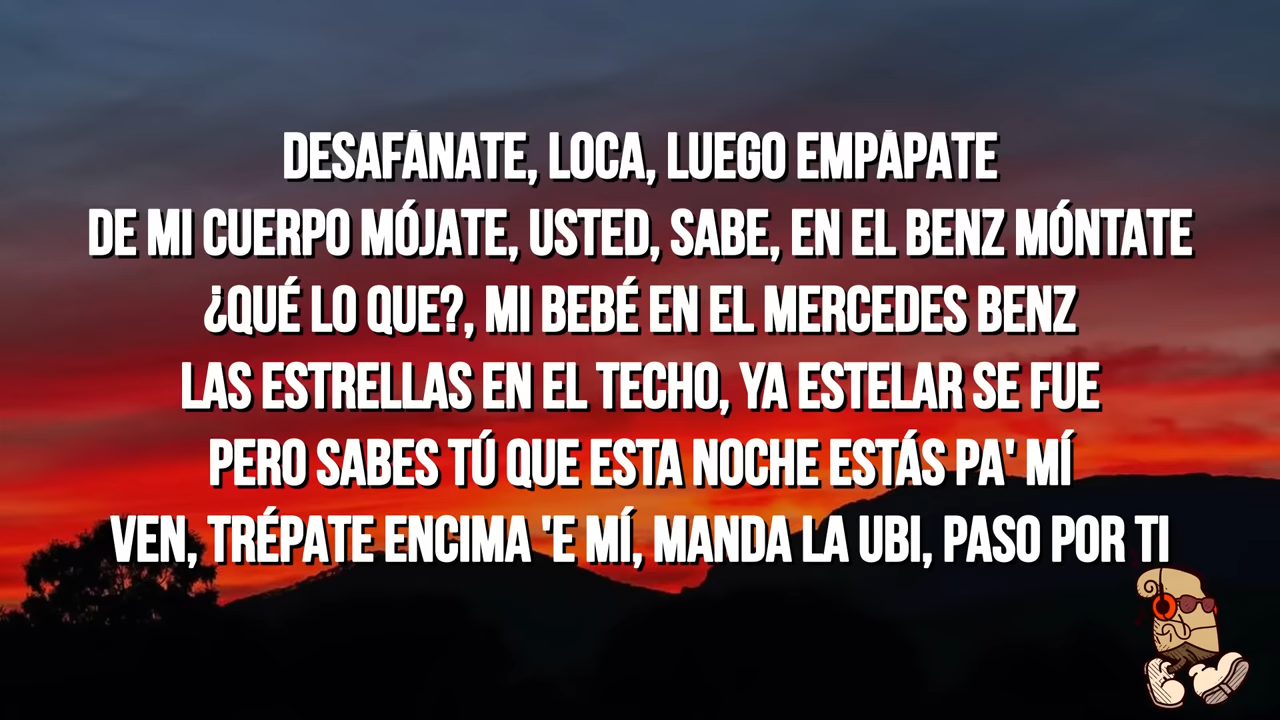 DESAFÁNATE, LOCA, LUEGO EMPÁPATE
DE MI CUERPO MÓJATE, USTED, SABE, EN EL BENZ MÓNTATE
¿QUÉ LO QUE?, MI BEBÉ EN EL MERCEDES BENZ
LAS ESTRELLAS EN EL TECHO, YA ESTELAR SE FUE
PERO SABES TÚ QUE ESTA NOCHE ESTÁS PA' MÍ
VEN, TRÉPATE ENCIMA 'E MÍ, MANDA LA UBI, PASO POR TI